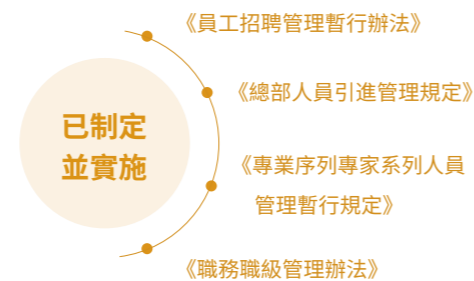 已制定
並實施
《員工招聘管理暫行辦法》
《總部人員引進管理規定》
《專業序列專家系列人員
管理暫行規定》
《職務職級管理辦法》